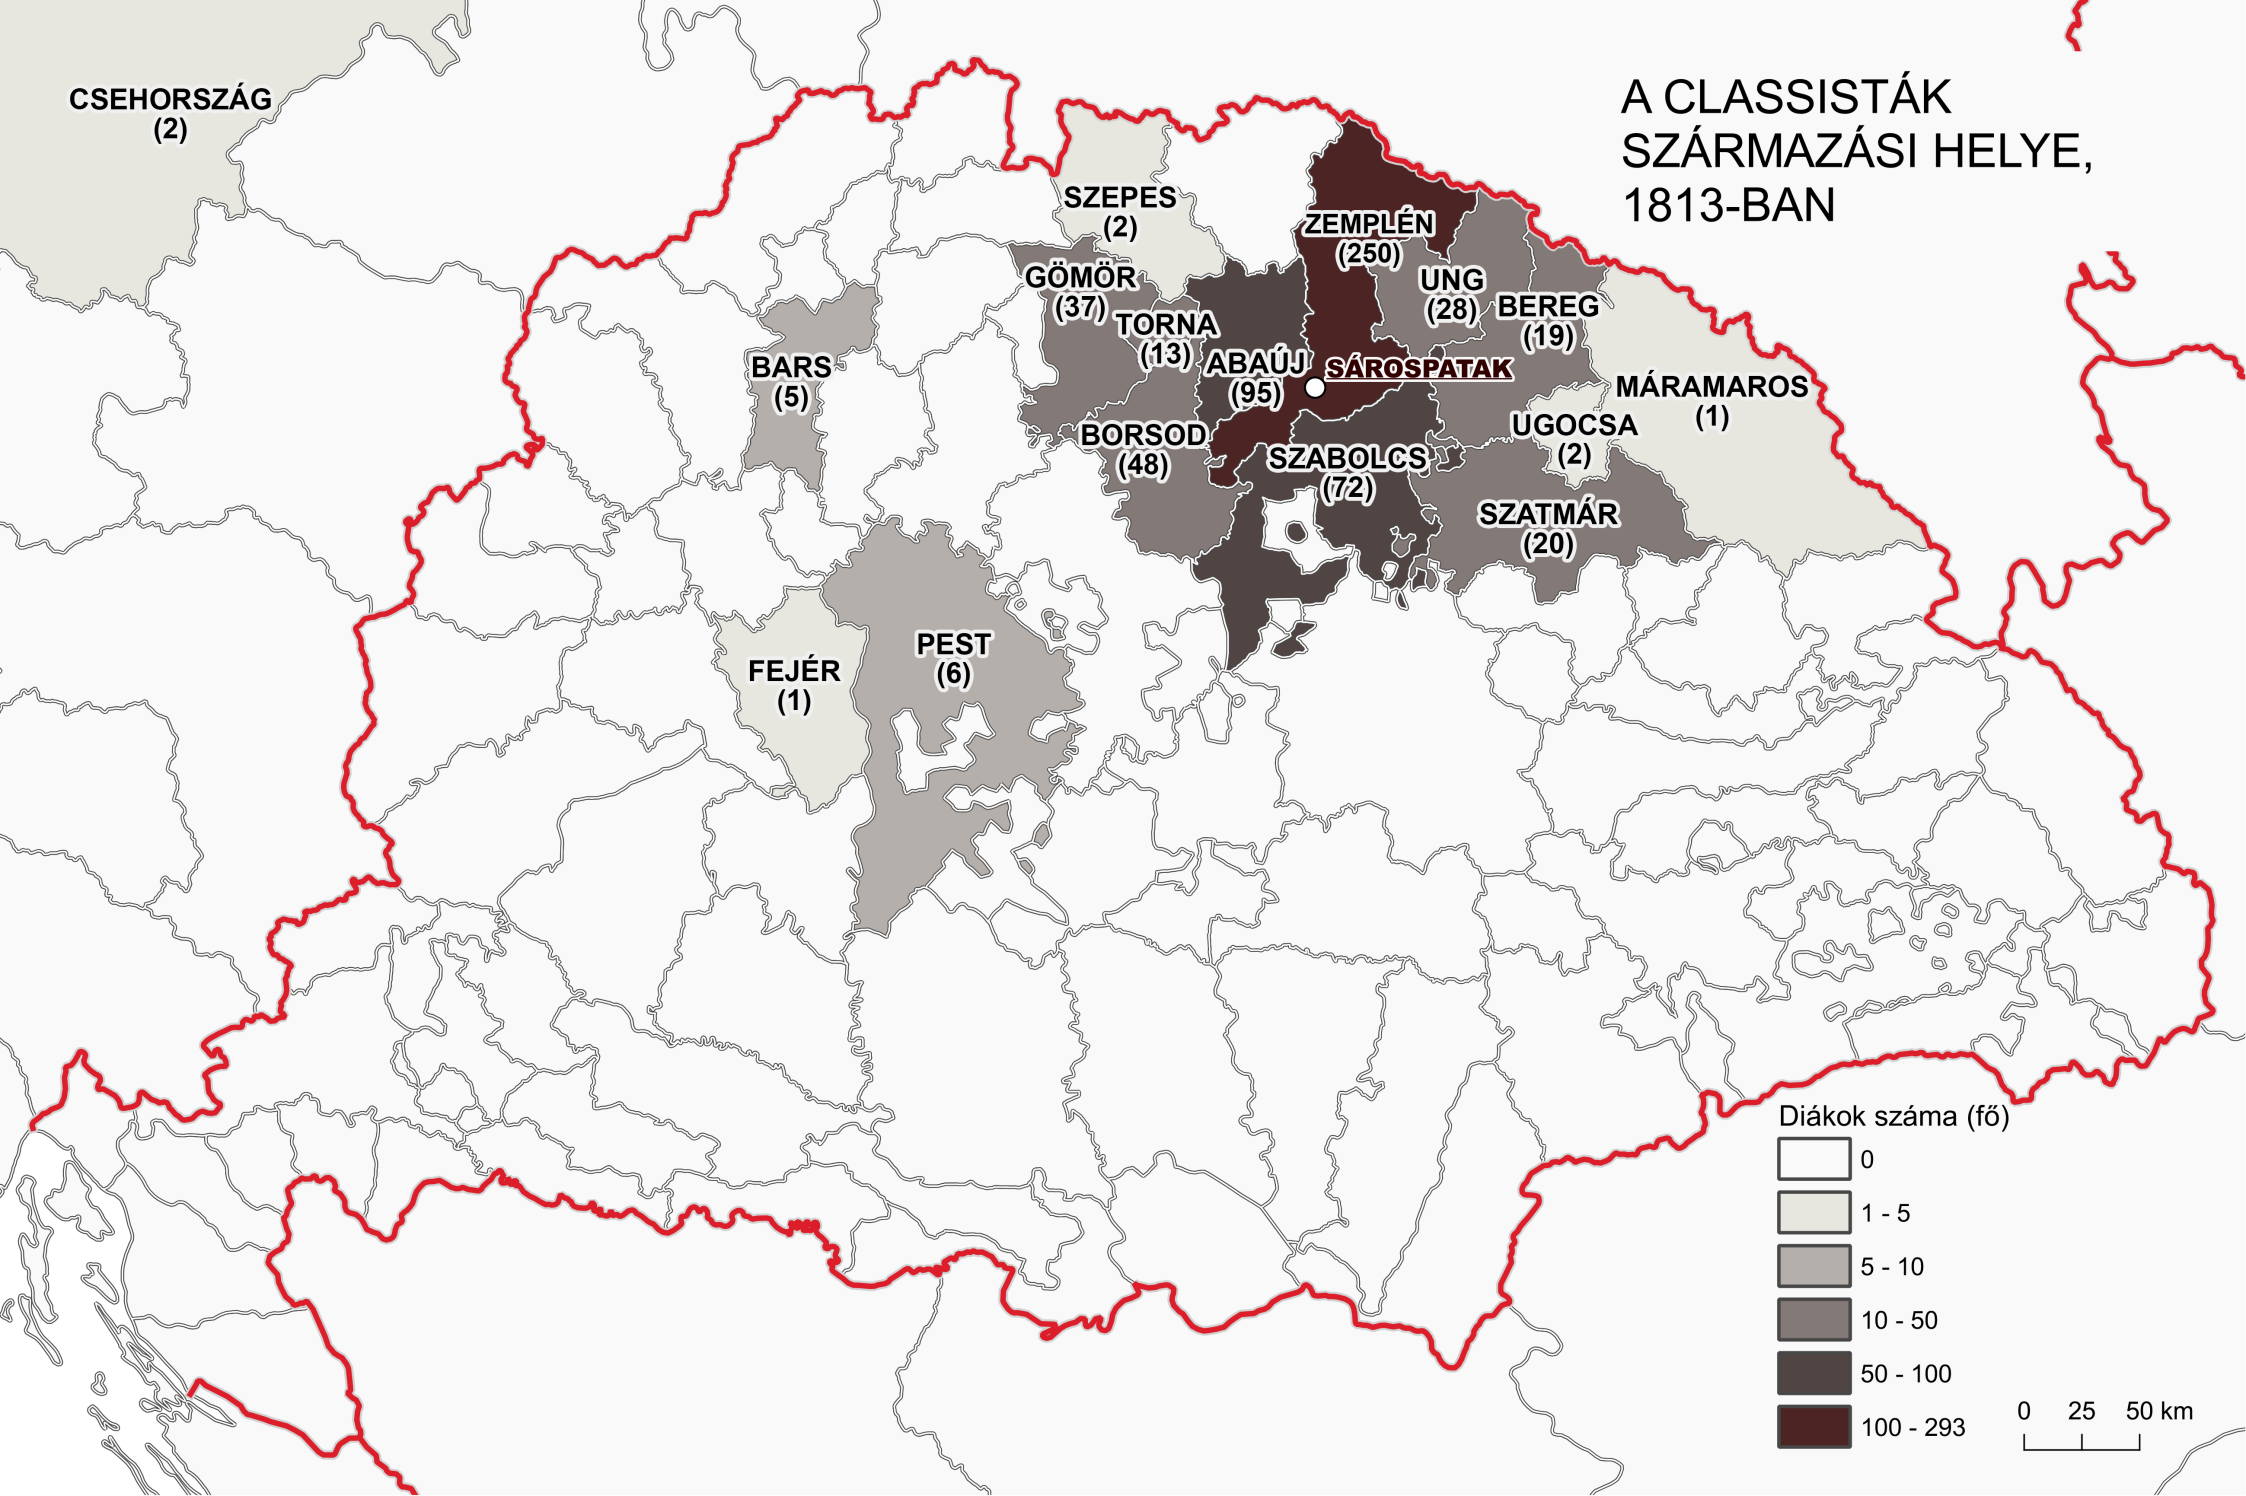 A CLASSISTÁK
SZÁRMAZÁSI HELYE,
1813-BAN
CSEHORSZÁG
(2)
SZEPES
(2)
ZEMPLÉN
(250)
GÖMÖR
(37)
UNG
(28)
BEREG
(19)
TORNA
(13)
ABAÚJ
(95)
SÁROSPATAK
BARS
(5)
MÁRAMAROS
(1)
UGOCSA
(2)
BORSOD
(48)
SZABOLCS
(72)
SZATMÁR
(20)
PEST
(6)
FEJÉR
(1)
Diákok száma (fő)
0
1 - 5
5 - 10
10 - 50
50 - 100
100 - 293
0 25 50 km